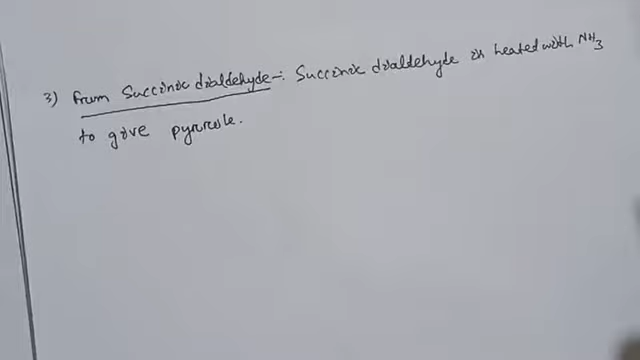 3) From Succinic dialdehyde-: Succinic dialdehyde is heated with NH3
to give pyrrole.